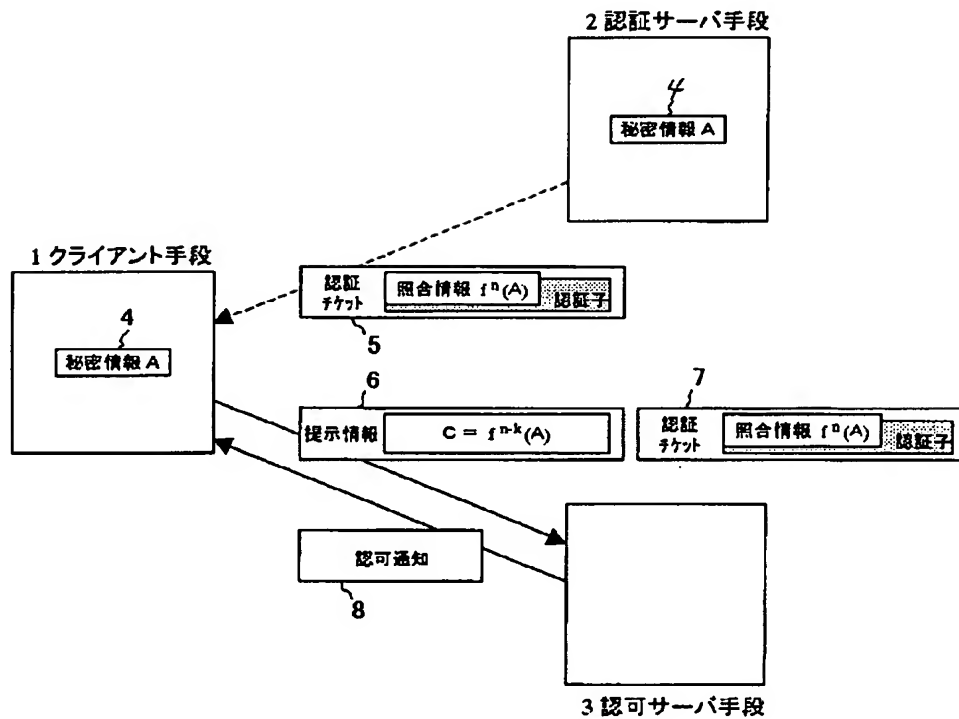 2 認証サーバ手段
4
秘密情報 A
1 クライアント手段
4
秘密情報 A
認証
チケット
照合情報 fⁿ(A)
認証子
5
6
提示情報
C = fⁿ⁻ᵏ(A)
7
認証
チケット
照合情報 fⁿ(A)
認証子
認可通知
8
3 認可サーバ手段